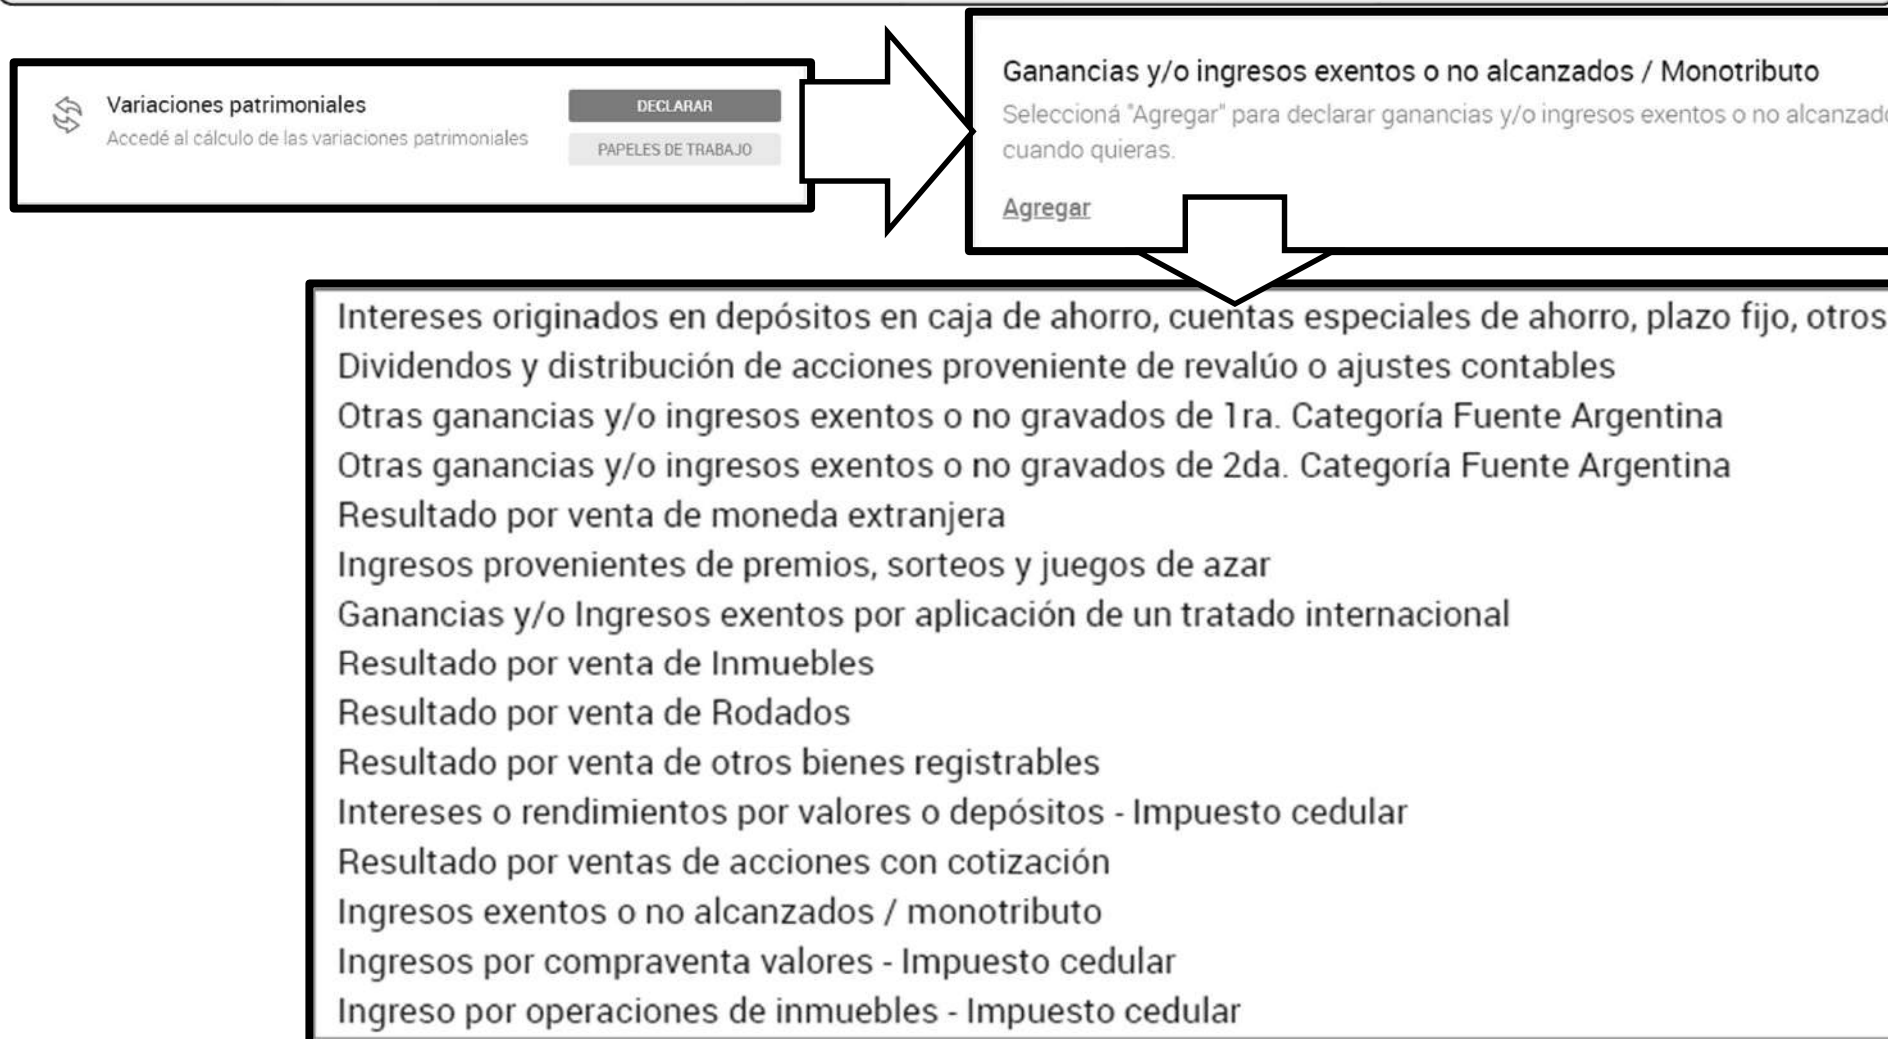 Variaciones patrimoniales
Accedé al cálculo de las variaciones patrimoniales
DECLARAR
PAPELES DE TRABAJO
Ganancias y/o ingresos exentos o no alcanzados / Monotributo
Seleccioná "Agregar" para declarar ganancias y/o ingresos exentos o no
cuando quieras.
Agregar
Intereses originados en depósitos en caja de ahorro, cuentas especiales de ahorro, plazo fijo, otros
Dividendos y distribución de acciones proveniente de revalúo o ajustes contables
Otras ganancias y/o ingresos exentos o no gravados de 1ra. Categoría Fuente Argentina
Otras ganancias y/o ingresos exentos o no gravados de 2da. Categoría Fuente Argentina
Resultado por venta de moneda extranjera
Ingresos provenientes de premios, sorteos y juegos de azar
Ganancias y/o Ingresos exentos por aplicación de un tratado internacional
Resultado por venta de Inmuebles
Resultado por venta de Rodados
Resultado por venta de otros bienes registrables
Intereses o rendimientos por valores o depósitos - Impuesto cedular
Resultado por ventas de acciones con cotización
Ingresos exentos o no alcanzados / monotributo
Ingresos por compraventa valores - Impuesto cedular
Ingreso por operaciones de inmuebles - Impuesto cedular